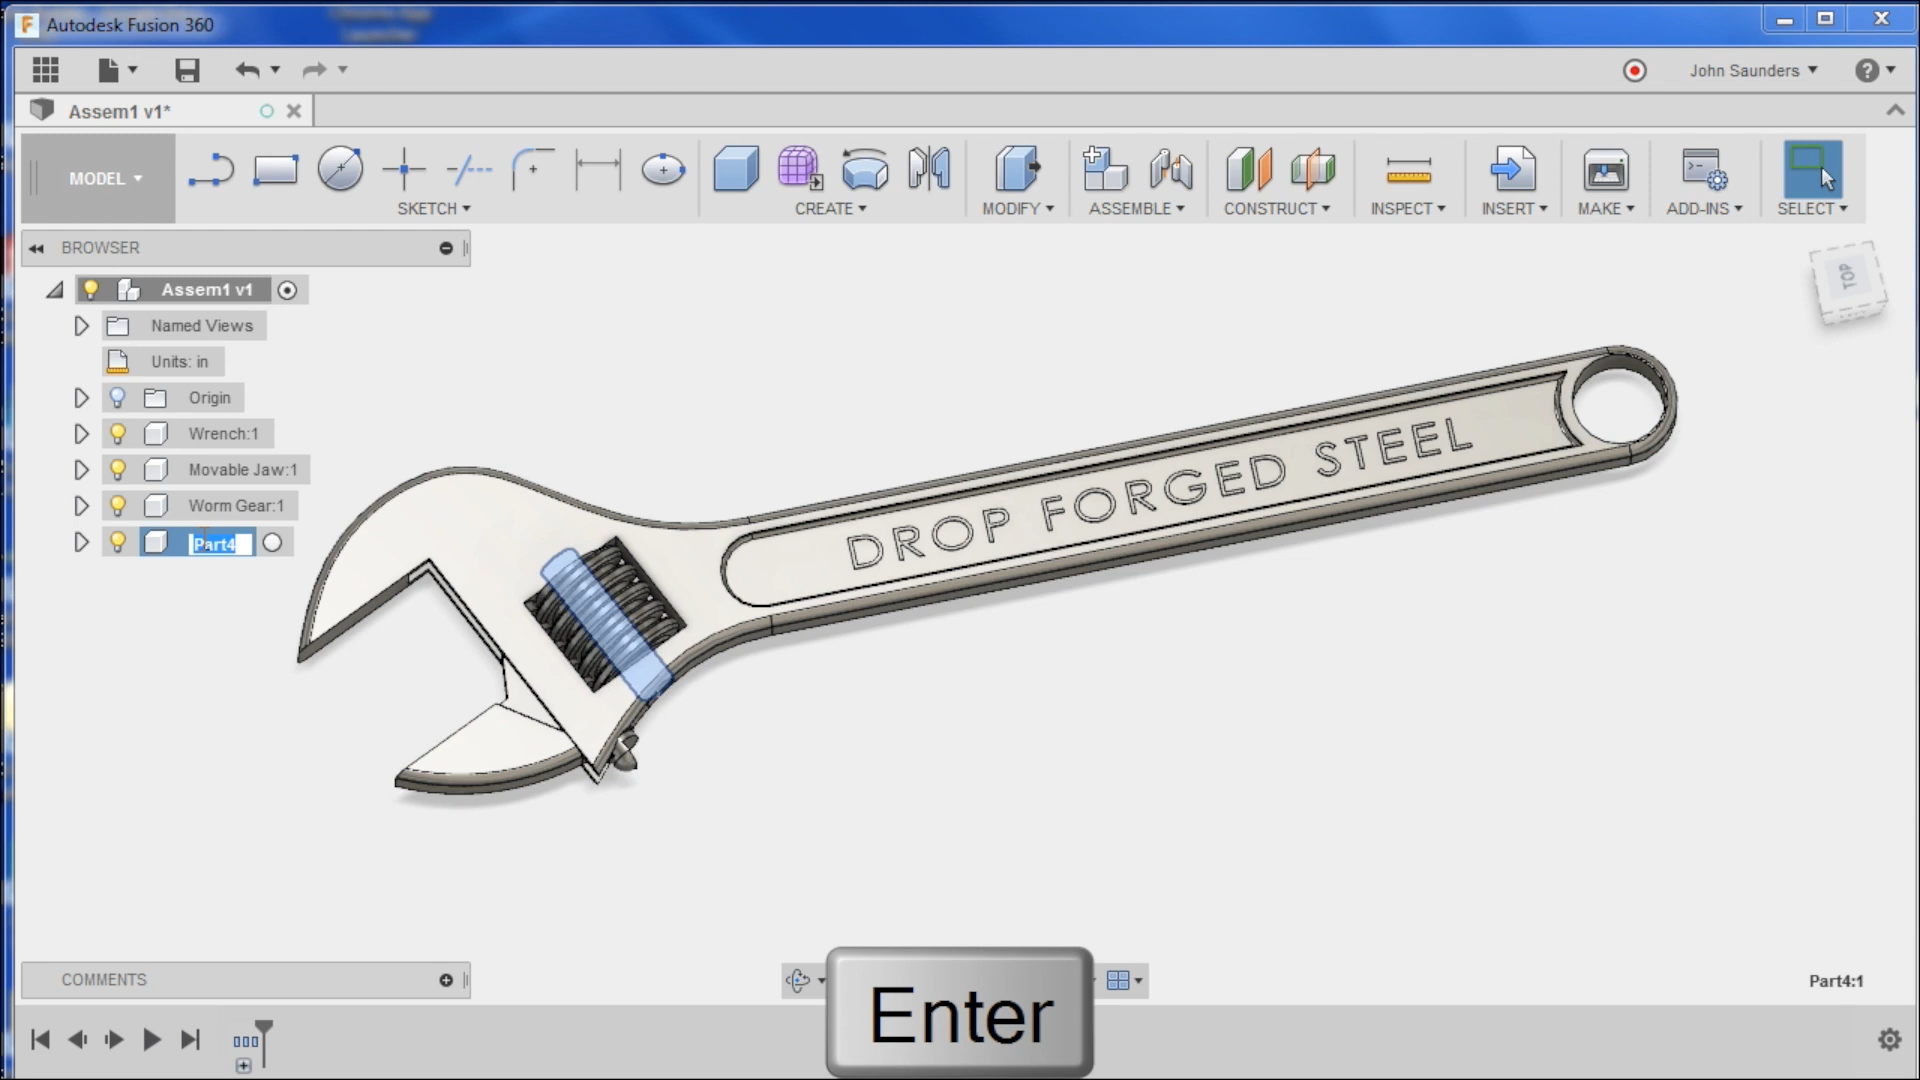 Autodesk Fusion 360
John Saunders
Assem1 v1*
MODEL
SKETCH
CREATE
MODIFY
ASSEMBLE
CONSTRUCT
INSPECT
INSERT
MAKE
ADD-INS
SELECT
BROWSER
TOP
Assem1 v1
Named Views
Units: in
Origin
Wrench:1
Movable Jaw:1
Worm Gear:1
Part4
DROP FORGED STEEL
COMMENTS
Enter
Part4:1